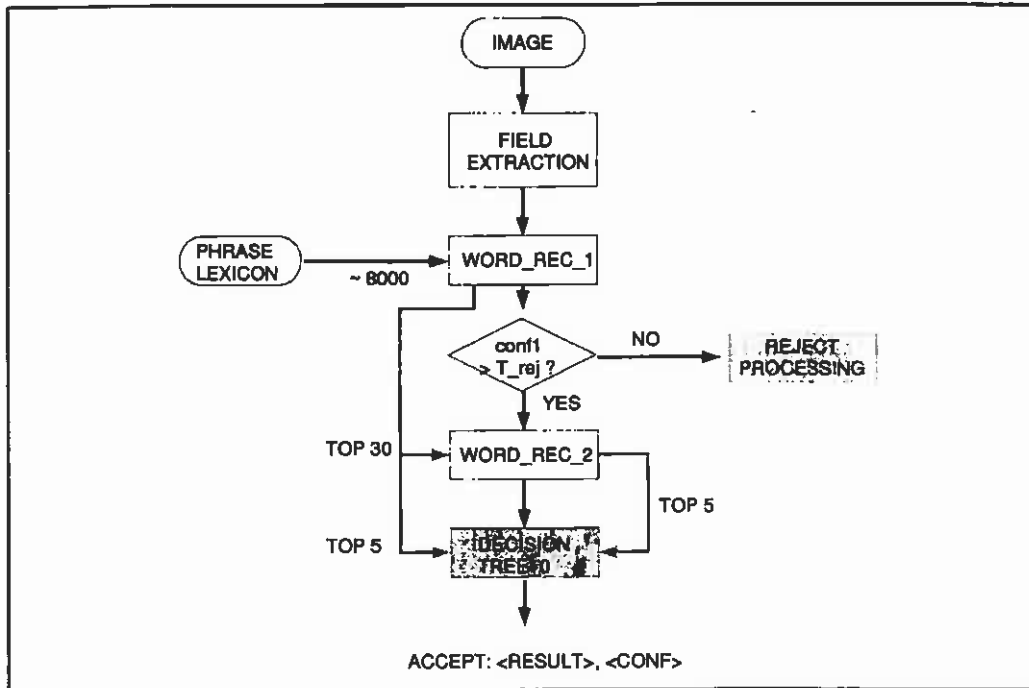 IMAGE
FIELD
EXTRACTION
PHRASE
LEXICON
~ 8000
WORD_REC_1
conf1
> T_rej ?
NO
REJECT
PROCESSING
YES
TOP 30
WORD_REC_2
TOP 5
TOP 5
DECISION
ACCEPT: <RESULT>, <CONF>